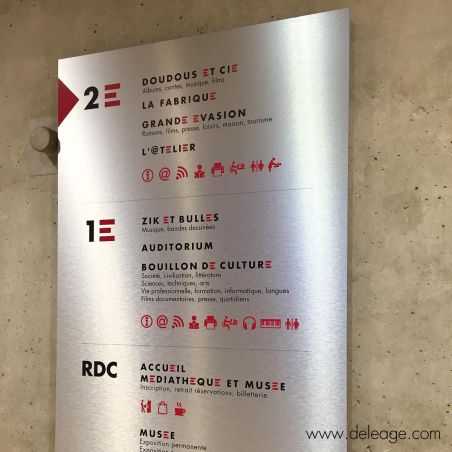 2E
DOUDOUS ET CIE
Albums, contes, musique, films
LA FABRIQUE
GRANDE EVASION
Romans, films, presse, loisirs, maison, tourisme
L'@TELIER
1E
ZIK ET BULLES
Musique, bandes dessinées
AUDITORIUM
BOUILLON DE CULTURE
Société, civilisation, littérature
Sciences, techniques, arts
Vie professionnelle, formation, informatique, langues
Films documentaires, presse, quotidiens
RDC
ACCUEIL
MEDIATHEQUE ET MUSEE
Inscription, retrait réservations, billetterie
MUSEE
Exposition permanente
www.deleage.com